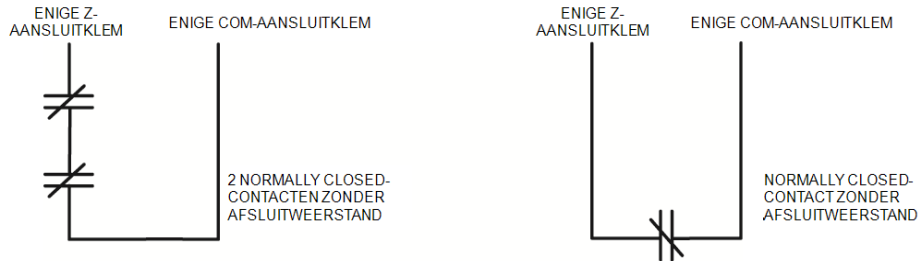 ENIGE Z-
AANSLUITKLEM
ENIGE COM-AANSLUITKLEM
2 NORMALLY CLOSED-
CONTACTEN ZONDER
AFSLUITWEERSTAND
ENIGE Z-
AANSLUITKLEM
ENIGE COM-AANSLUITKLEM
NORMALLY CLOSED-
CONTACT ZONDER
AFSLUITWEERSTAND